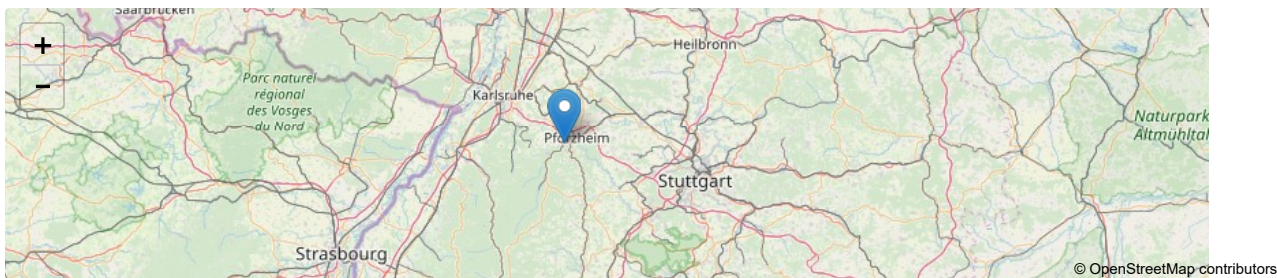 Saarbrücken
+
-
Heilbronn
Parc naturel
régional
des Vosges
du Nord
Karlsruhe
Pforzheim
Naturpark
Altmühltal
Stuttgart
Strasbourg
© OpenStreetMap contributors